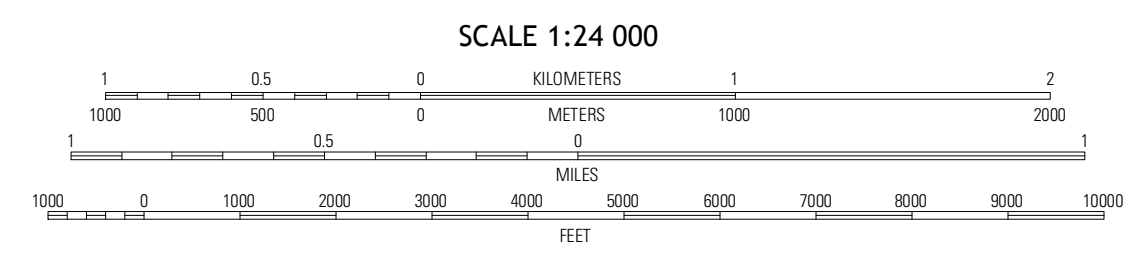 SCALE 1:24 000
1 0.5 0 KILOMETERS 1 2
1000 500 0 METERS 1000 2000
1 0.5 0 1
MILES
1000 0 1000 2000 3000 4000 5000 6000 7000 8000 9000 10000
FEET